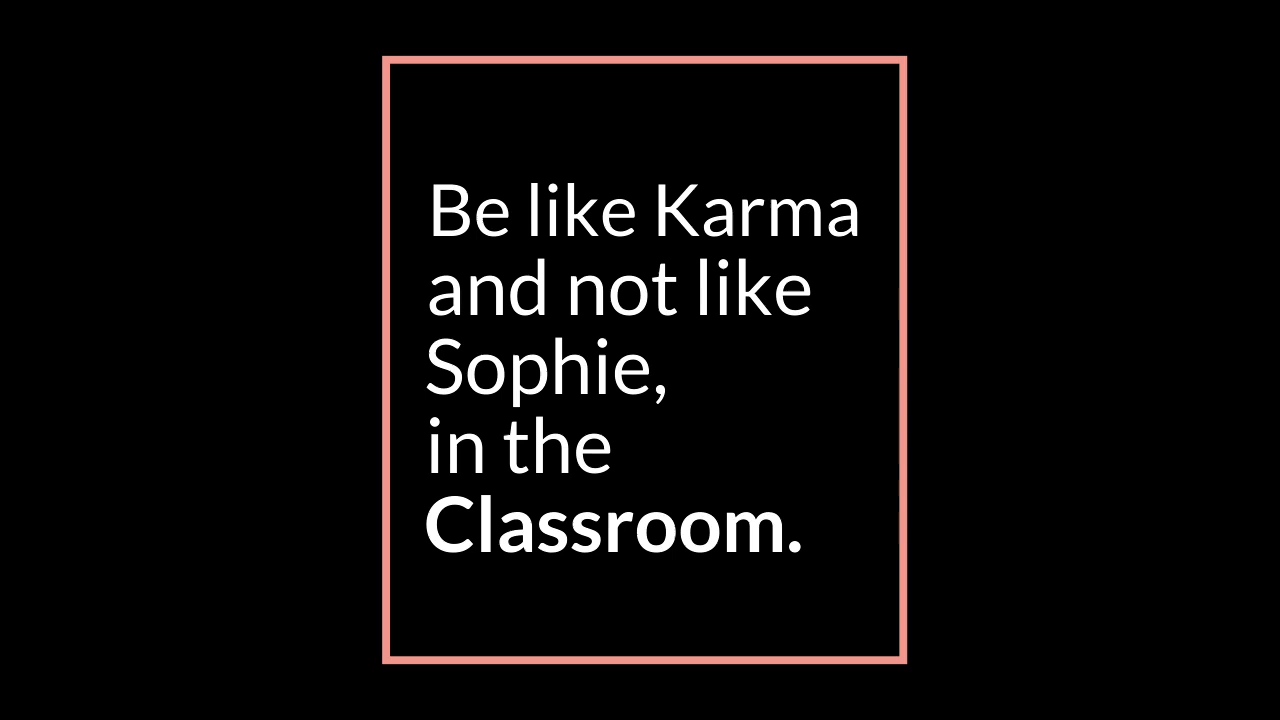 Be like Karma
and not like
Sophie,
in the
Classroom.